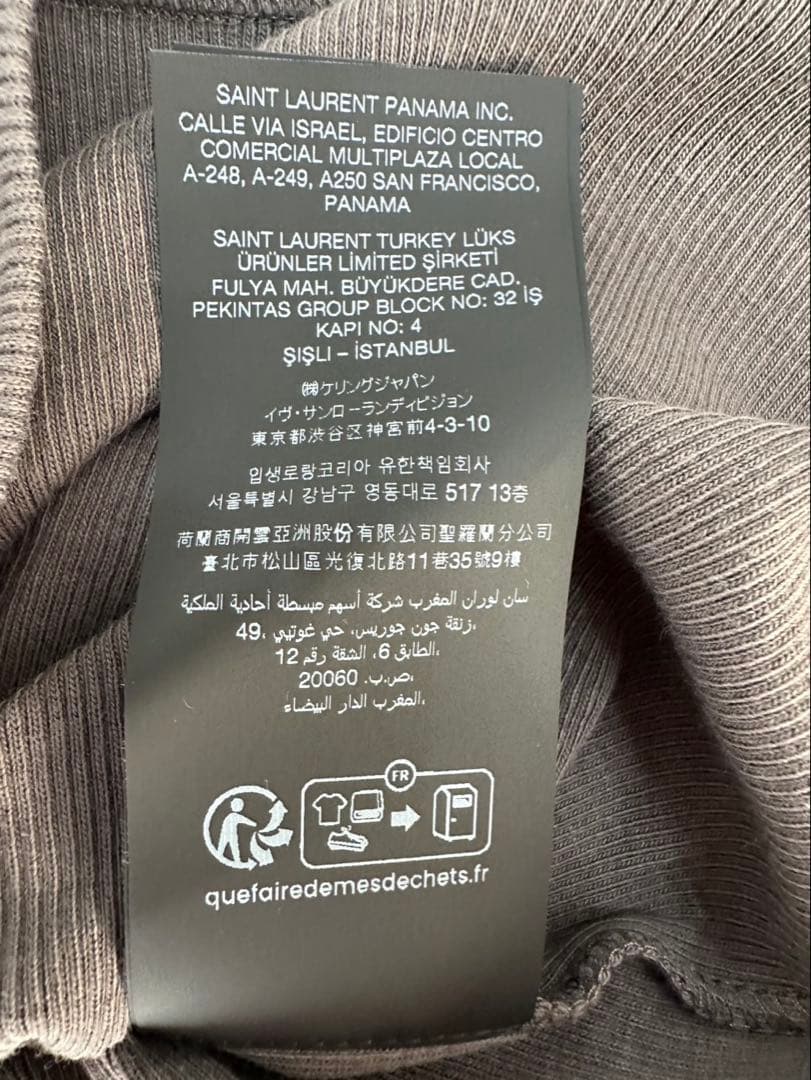 SAINT LAURENT PANAMA INC.
CALLE VIA ISRAEL, EDIFICIO CENTRO
COMERCIAL MULTIPLAZA LOCAL
A-248, A-249, A250 SAN FRANCISCO,
PANAMA
SAINT LAURENT TURKEY LÜKS
ÜRÜNLER LİMİTED ŞİRKETİ
FULYA MAH. BÜYÜKDERE CAD.
PEKINTAS GROUP BLOCK NO: 32 İŞ
KAPI NO: 4
ŞIŞLI – İSTANBUL
㈱ケリングジャパン
イヴ・サンローランディビジョン
東京都渋谷区神宮前4-3-10
입생로랑코리아 유한책임회사
서울특별시 강남구 영동대로 517 13층
荷蘭商開雲亞洲股份有限公司聖羅蘭分公司
臺北市松山區光復北路11巷35號9樓
سان لوران المغرب شركة أسهم مبسطة أحادية الملكية
،زنقة جون جوريس، حي غوتيي ،49
،الطابق 6، الشقة رقم 12
،ص.ب. 20060
،المغرب الدار البيضاء
FR
quefairedemesdechets.fr